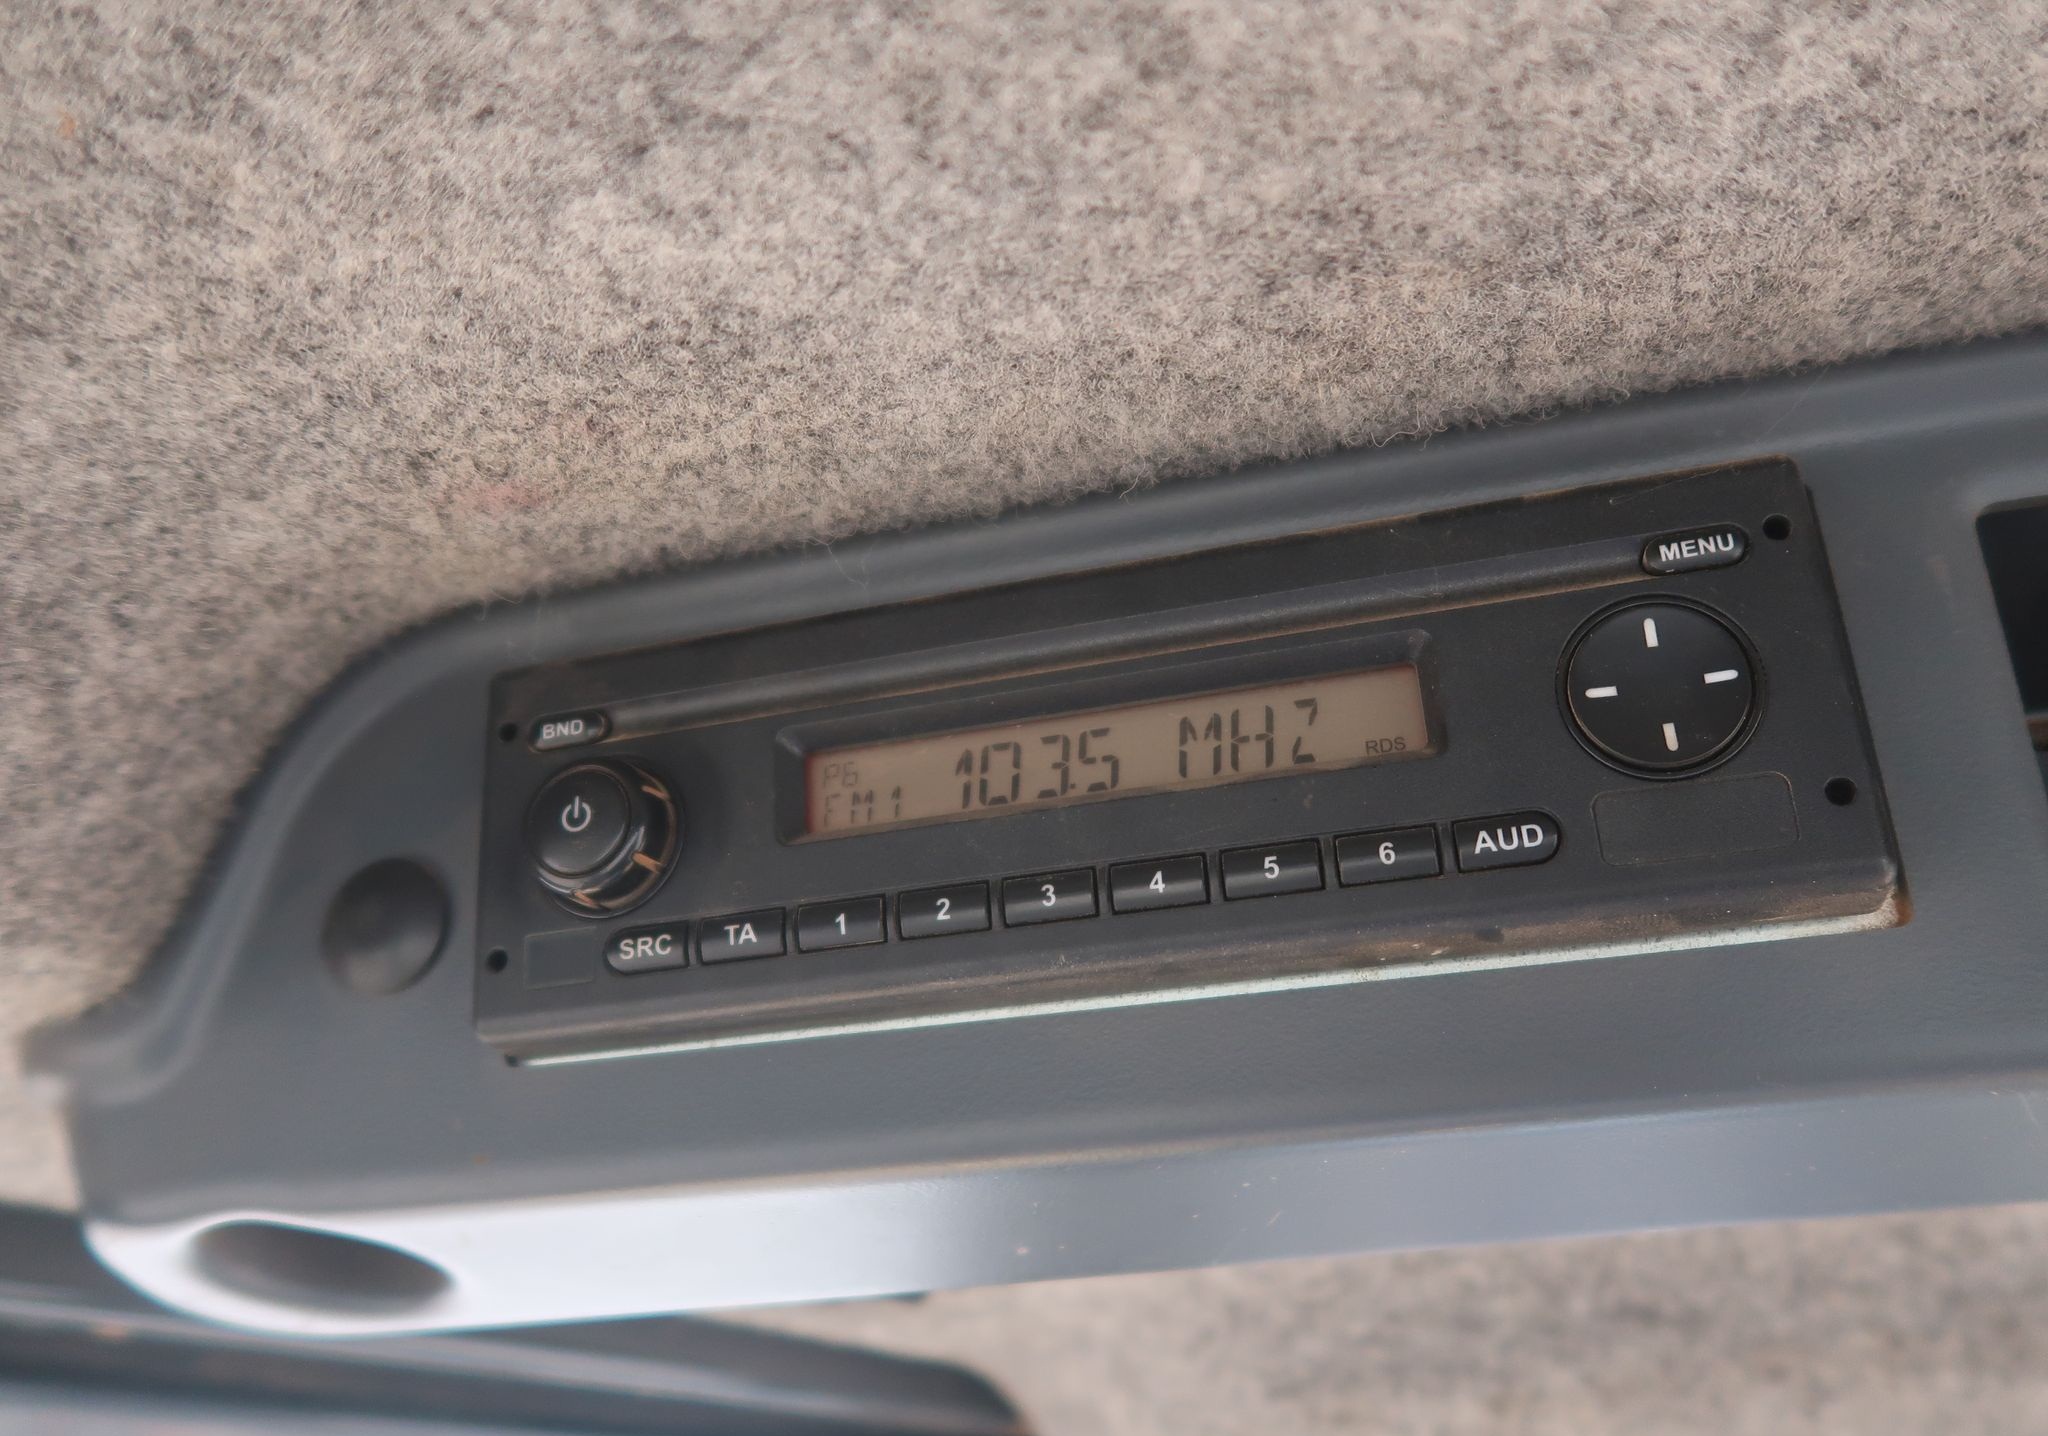 MENU
BND
P6
FM1
103.5 MHZ
RDS
SRC TA 1 2 3 4 5 6 AUD